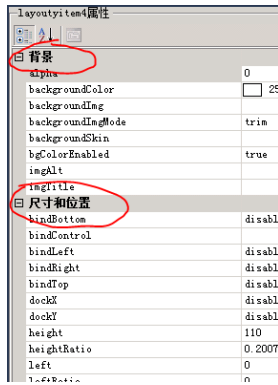 layoutyitem4属性
背景
alpha 0
backgroundColor 25
backgroundImg
backgroundImgMode trim
backgroundSkin
bgColorEnabled true
imgAlt
imgTitle
尺寸和位置
bindBottom disabl
bindControl
bindLeft disabl
bindRight disabl
bindTop disabl
dockX disabl
dockY disabl
height 110
heightRatio 0.2007
left 0
leftRatio 0